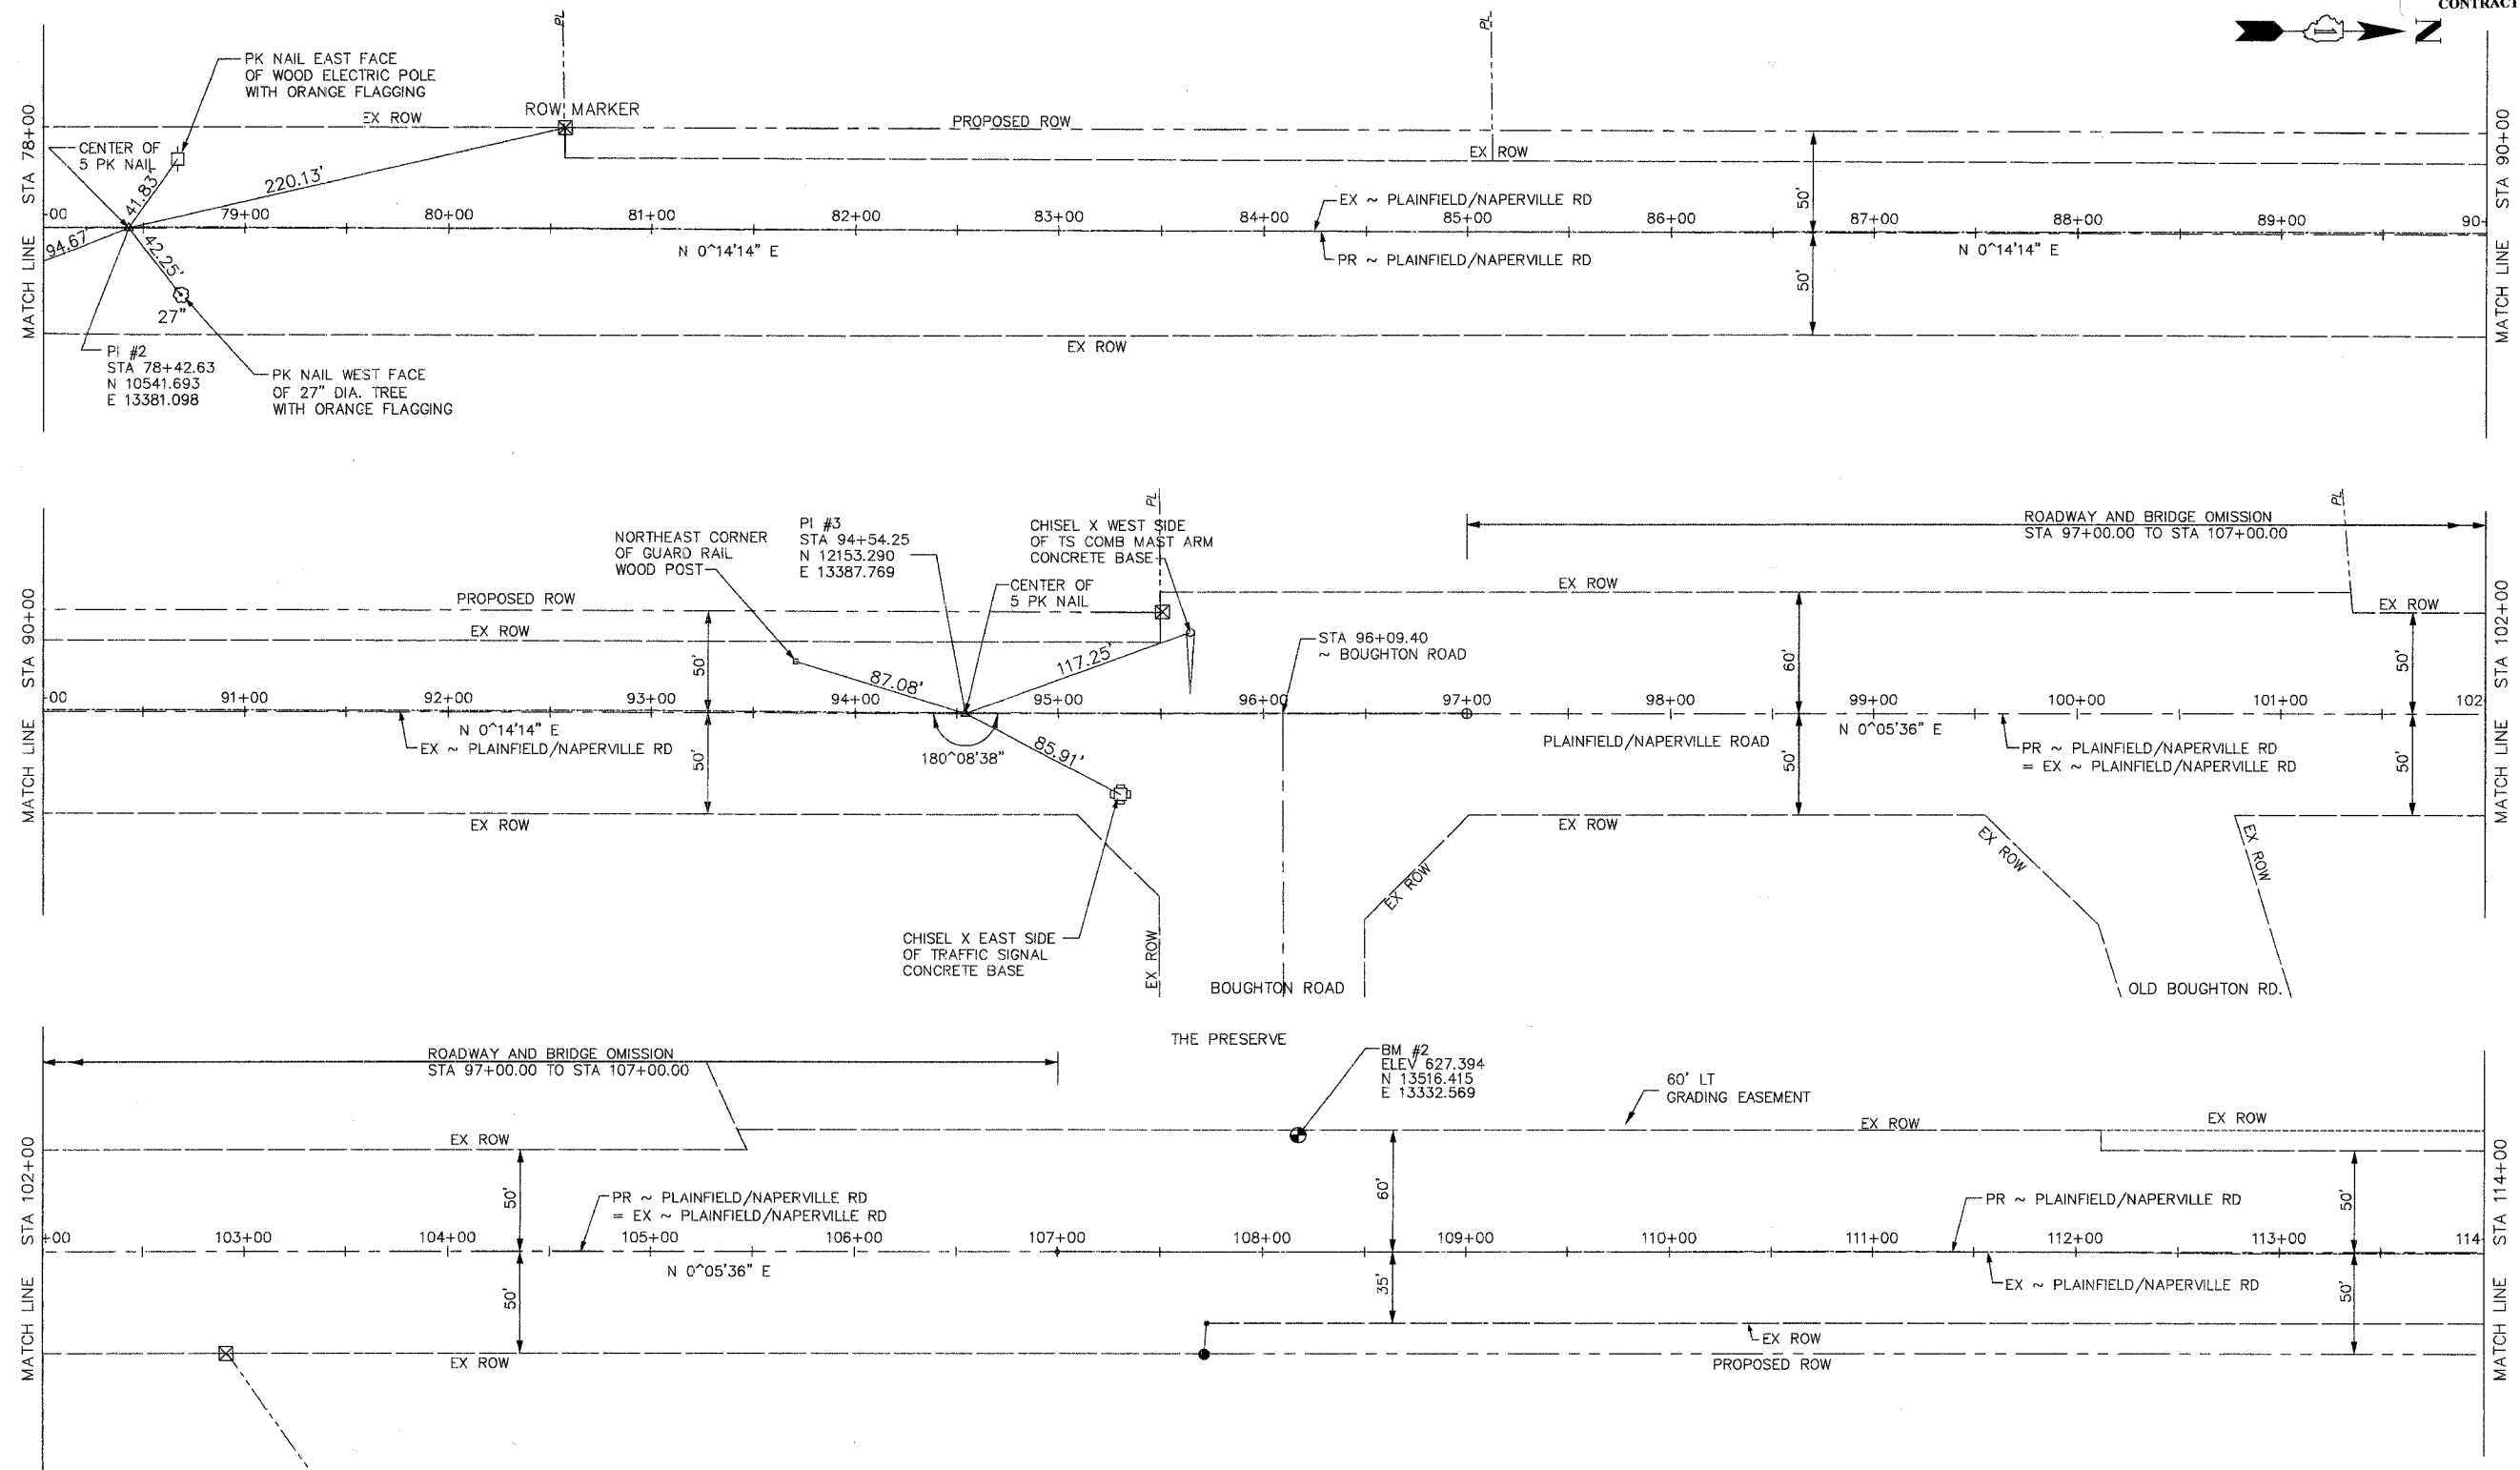 CONTRACT
N
PL
PL
PK NAIL EAST FACE
OF WOOD ELECTRIC POLE
WITH ORANGE FLAGGING
ROW MARKER
EX ROW
PROPOSED ROW
CENTER OF
5 PK NAIL
EX ROW
41.83'
220.13'
STA 78+00
STA 90+00
EX ~ PLAINFIELD/NAPERVILLE RD
50'
+00 79+00 80+00 81+00 82+00 83+00 84+00 85+00 86+00 87+00 88+00 89+00 90+
94.67'
42.25'
N 0^14'14" E
PR ~ PLAINFIELD/NAPERVILLE RD
N 0^14'14" E
50'
MATCH LINE
MATCH LINE
27"
EX ROW
PI #2
STA 78+42.63
N 10541.693
E 13381.098
PK NAIL WEST FACE
OF 27" DIA. TREE
WITH ORANGE FLAGGING
PL
PL
NORTHEAST CORNER
OF GUARD RAIL
WOOD POST
PI #3
STA 94+54.25
N 12153.290
E 13387.769
CHISEL X WEST SIDE
OF TS COMB MAST ARM
CONCRETE BASE
ROADWAY AND BRIDGE OMISSION
STA 97+00.00 TO STA 107+00.00
CENTER OF
5 PK NAIL
EX ROW
PROPOSED ROW
EX ROW
EX ROW
STA 90+00
STA 102+00
50'
87.08'
117.25'
STA 96+09.40
~ BOUGHTON ROAD
60'
50'
+00 91+00 92+00 93+00 94+00 95+00 96+00 97+00 98+00 99+00 100+00 101+00 102
N 0^14'14" E
EX ~ PLAINFIELD/NAPERVILLE RD
50'
180^08'38"
85.91'
PLAINFIELD/NAPERVILLE ROAD
50'
N 0^05'36" E
PR ~ PLAINFIELD/NAPERVILLE RD
= EX ~ PLAINFIELD/NAPERVILLE RD
50'
MATCH LINE
MATCH LINE
EX ROW
EX ROW
EX ROW
EX ROW
EX ROW
CHISEL X EAST SIDE
OF TRAFFIC SIGNAL
CONCRETE BASE
EX ROW
BOUGHTON ROAD
OLD BOUGHTON RD.
THE PRESERVE
ROADWAY AND BRIDGE OMISSION
STA 97+00.00 TO STA 107+00.00
BM #2
ELEV 627.394
N 13516.415
E 13332.569
60' LT
GRADING EASEMENT
EX ROW
EX ROW
EX ROW
STA 102+00
STA 114+00
50'
PR ~ PLAINFIELD/NAPERVILLE RD
= EX ~ PLAINFIELD/NAPERVILLE RD
60'
PR ~ PLAINFIELD/NAPERVILLE RD
50'
+00 103+00 104+00 105+00 106+00 107+00 108+00 109+00 110+00 111+00 112+00 113+00 114
N 0^05'36" E
50'
35'
EX ~ PLAINFIELD/NAPERVILLE RD
50'
MATCH LINE
MATCH LINE
EX ROW
EX ROW
PROPOSED ROW